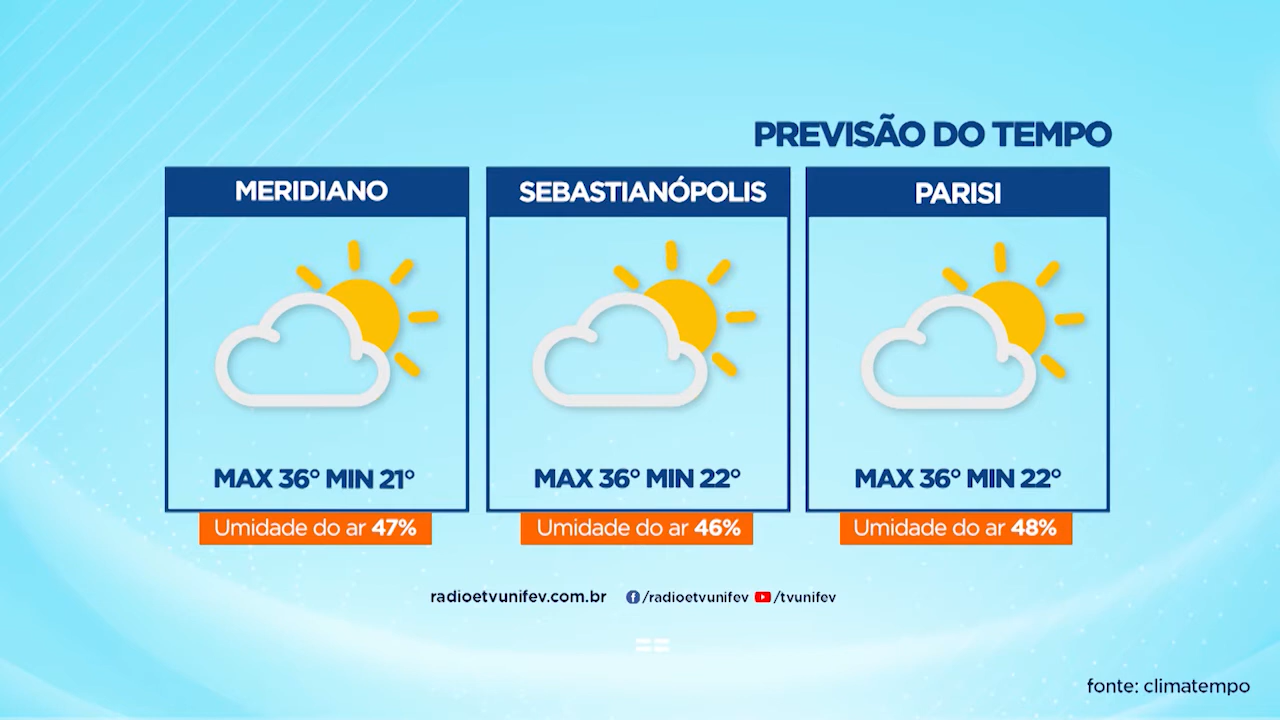 PREVISÃO DO TEMPO
MERIDIANO
MAX 36° MIN 21°
Umidade do ar 47%
SEBASTIANÓPOLIS
MAX 36° MIN 22°
Umidade do ar 46%
PARISI
MAX 36° MIN 22°
Umidade do ar 48%
radioetvunifev.com.br /radioetvunifev /tvunifev
fonte: climatempo